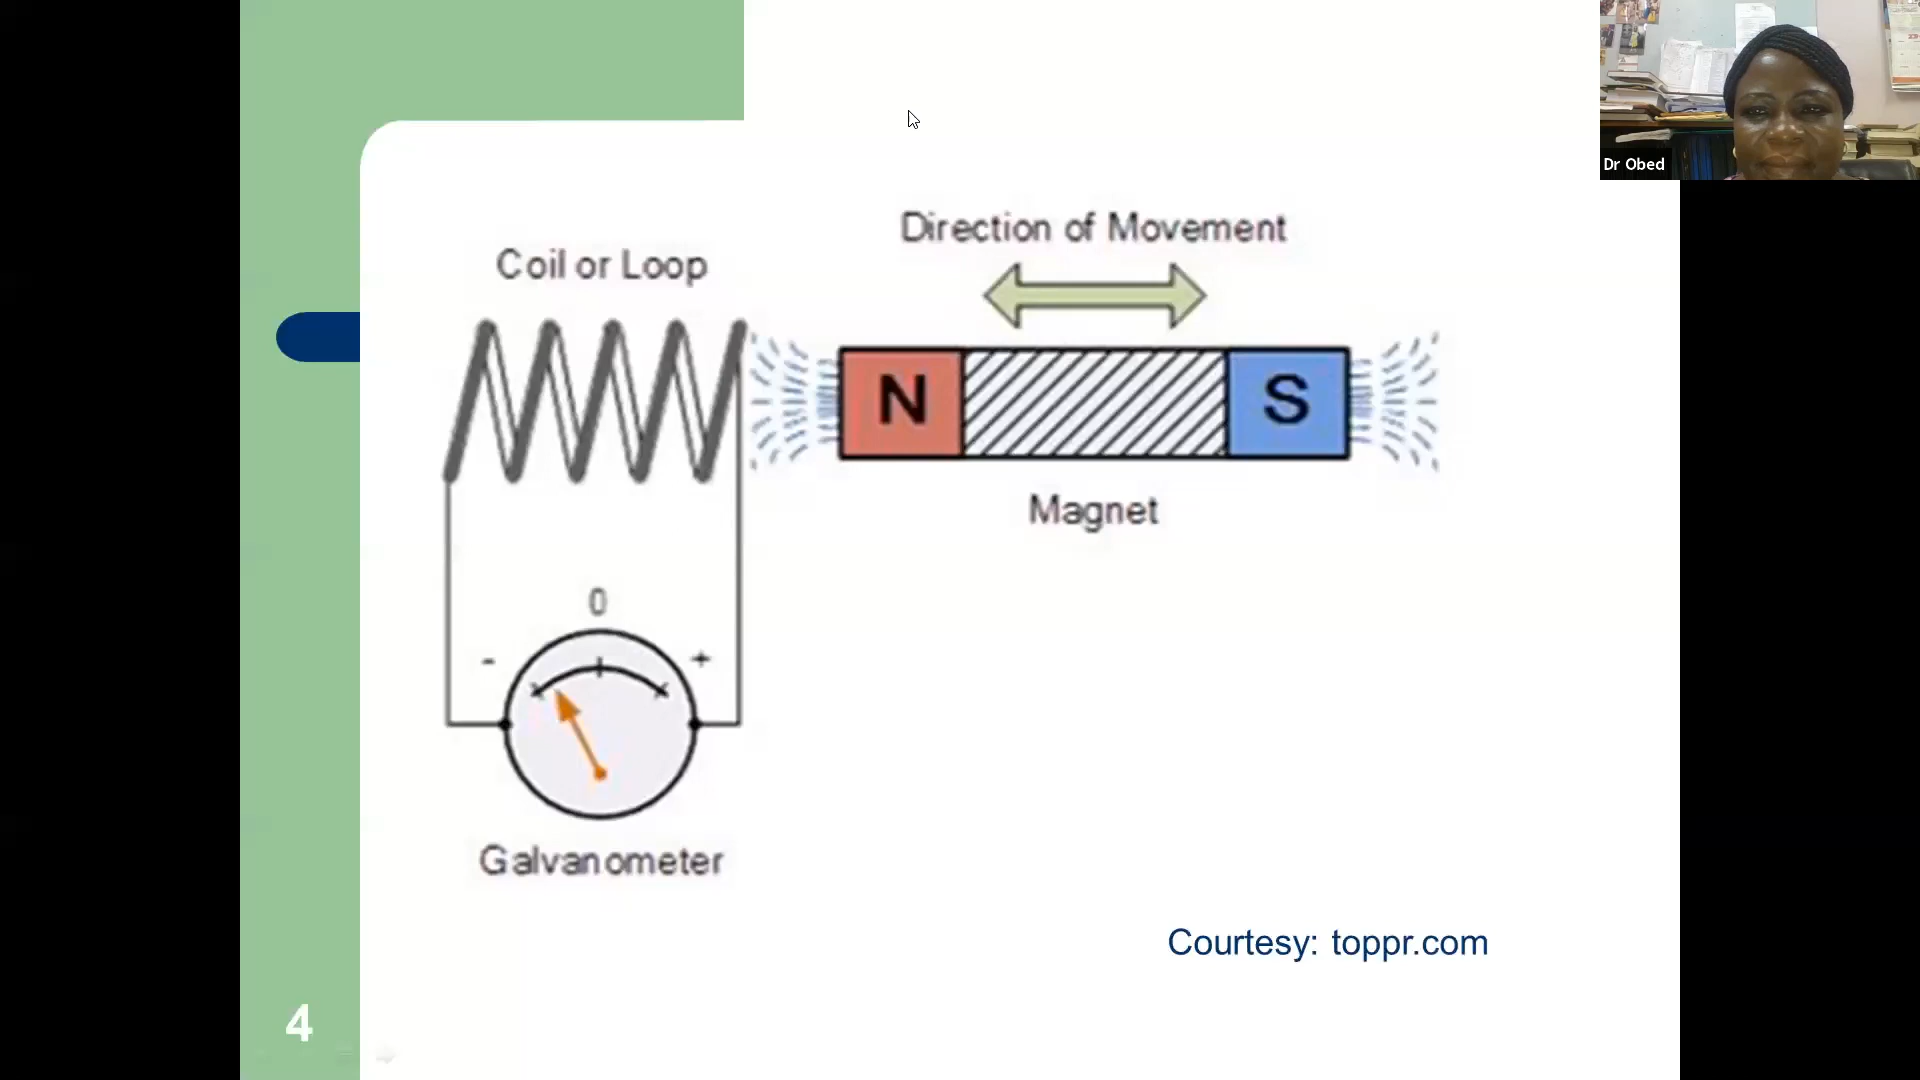 Dr Obed
Direction of Movement
Coil or Loop
N
S
Magnet
0
-
+
Galvanometer
Courtesy: toppr.com
4